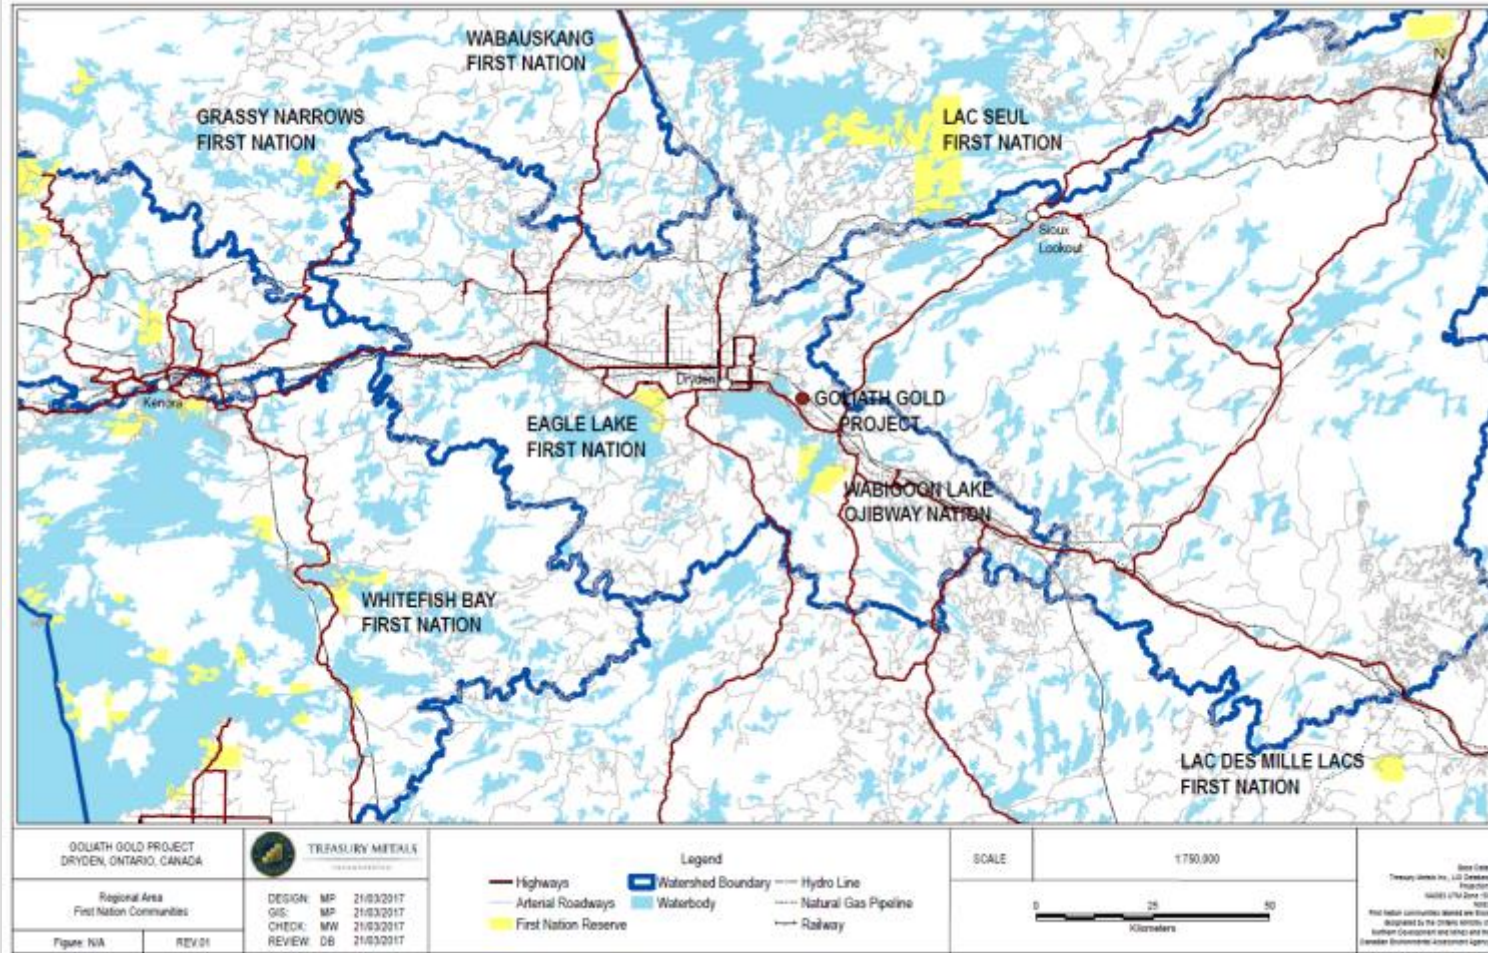 WABAUSKANG
FIRST NATION
GRASSY NARROWS
FIRST NATION
LAC SEUL
FIRST NATION
N
Sioux
Lookout
Dryden
Kenora
GOLIATH GOLD
PROJECT
EAGLE LAKE
FIRST NATION
WABIGOON LAKE
OJIBWAY NATION
WHITEFISH BAY
FIRST NATION
LAC DES MILLE LACS
FIRST NATION
GOLIATH GOLD PROJECT
DRYDEN, ONTARIO, CANADA
Regional Area
First Nation Communities
Figure: N/A
REV.01
TREASURY METALS
DESIGN: MP 21/03/2017
GIS: MP 21/03/2017
CHECK: MW 21/03/2017
REVIEW: DB 21/03/2017
Legend
Highways
Arterial Roadways
First Nation Reserve
Watershed Boundary
Waterbody
Hydro Line
Natural Gas Pipeline
Railway
SCALE
1:750,000
0 25 50
Kilometers